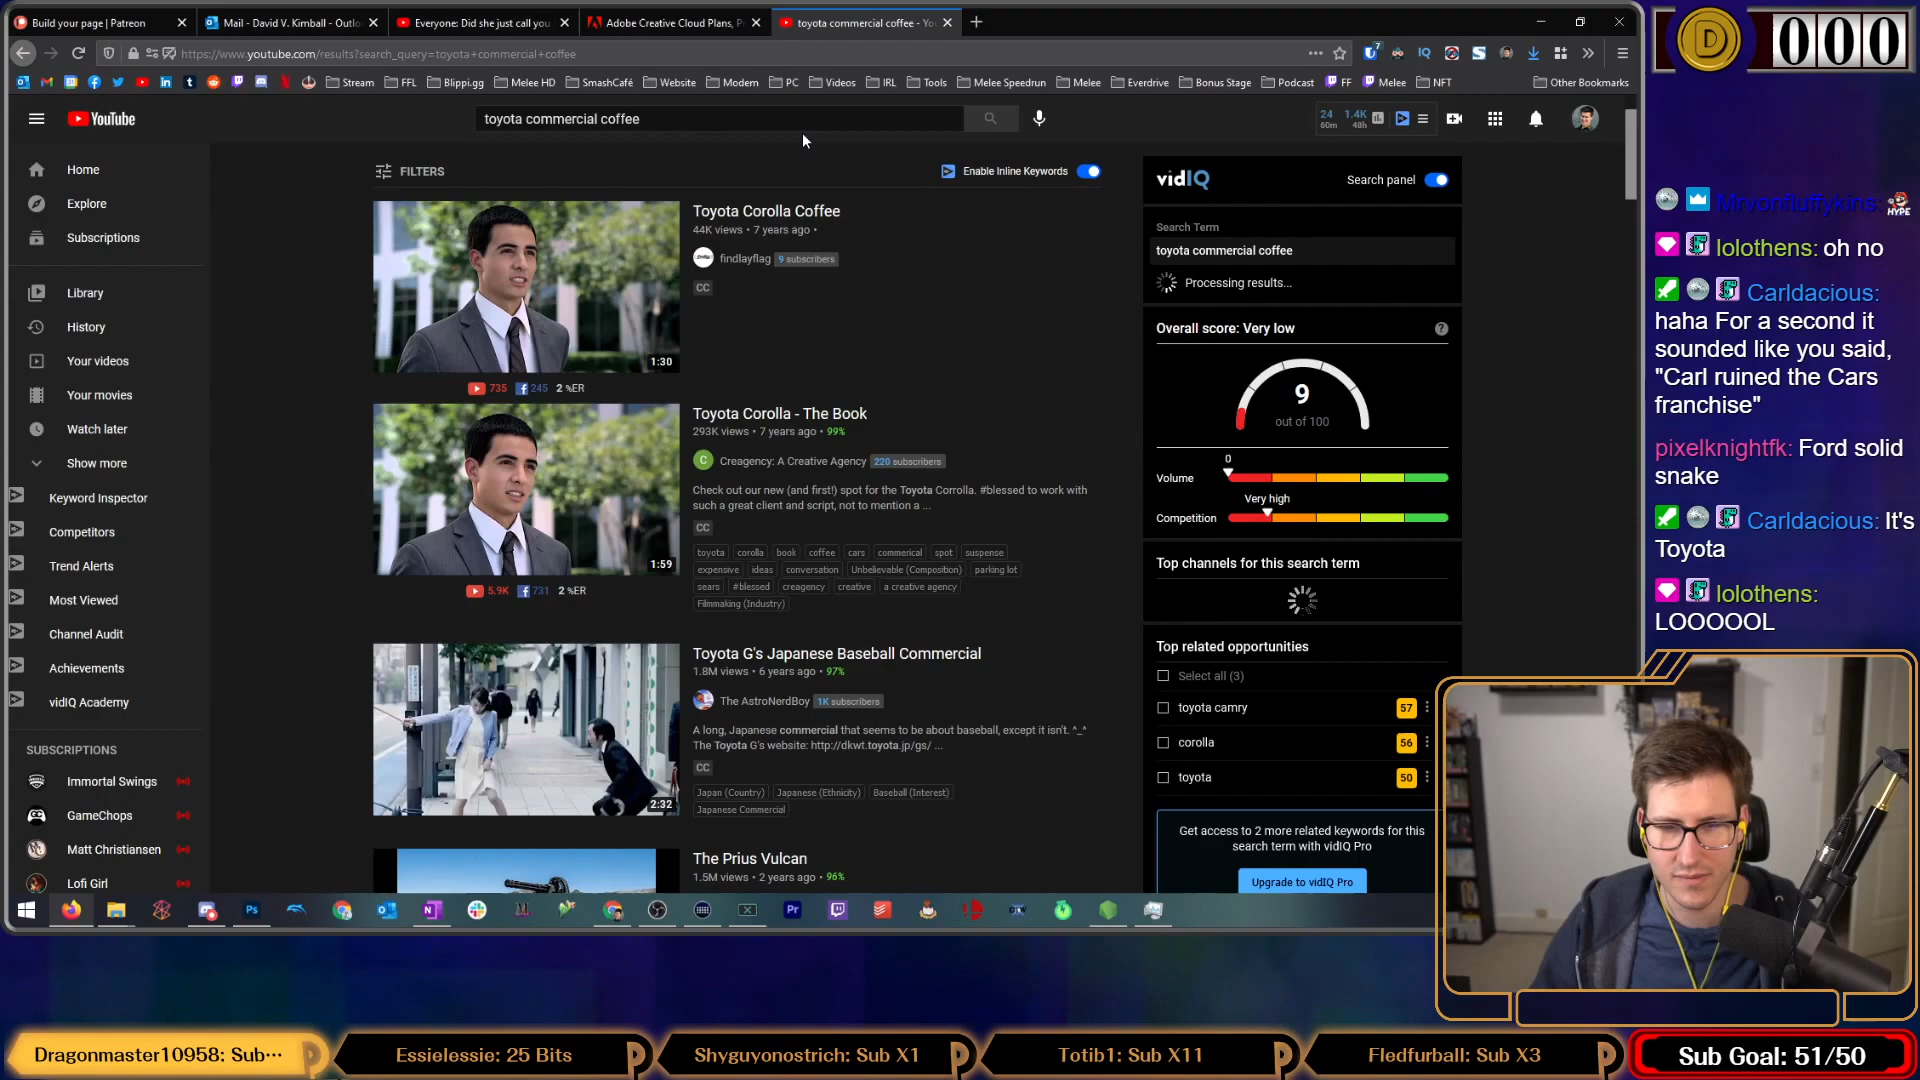 Build your page | Patreon
Mail - David V. Kimball - Outlo
Everyone: Did she just call you
Adobe Creative Cloud Plans, P
toyota commercial coffee - Yo
https://www.youtube.com/results?search_query=toyota+commercial+coffee
7
IQ
Stream
FFL
Blippi.gg
Melee HD
SmashCafé
Website
Modem
PC
Videos
IRL
Tools
Melee Speedrun
Melee
Everdrive
Bonus Stage
Podcast
FF
Melee
NFT
Other Bookmarks
YouTube
toyota commercial coffee
24
60m
1.4K
48h
Home
Explore
Subscriptions
Library
History
Your videos
Your movies
Watch later
Show more
Keyword Inspector
Competitors
Trend Alerts
Most Viewed
Channel Audit
Achievements
vidIQ Academy
SUBSCRIPTIONS
Immortal Swings
GameChops
Matt Christiansen
Lofi Girl
FILTERS
Enable Inline Keywords
Toyota Corolla Coffee
44K views • 7 years ago •
findlayflag 9 subscribers
CC
1:30
735 245 2 %ER
Toyota Corolla - The Book
293K views • 7 years ago • 99%
C Creagency: A Creative Agency 220 subscribers
Check out our new (and first!) spot for the Toyota Corrolla. #blessed to work with
such a great client and script, not to mention a ...
CC
toyota corolla book coffee cars commerical spot suspense
expensive ideas conversation Unbelievable (Composition) parking lot
sears #blessed creagency creative a creative agency
Filmmaking (Industry)
1:59
5.9K 731 2 %ER
Toyota G's Japanese Baseball Commercial
1.8M views • 6 years ago • 97%
The AstroNerdBoy 1K subscribers
A long, Japanese commercial that seems to be about baseball, except it isn't. ^_^
The Toyota G's website: http://dkwt.toyota.jp/gs/ ...
CC
Japan (Country) Japanese (Ethnicity) Baseball (Interest)
Japanese Commercial
2:32
The Prius Vulcan
1.5M views • 2 years ago • 96%
vidIQ
Search panel
Search Term
toyota commercial coffee
Processing results...
Overall score: Very low
?
9
out of 100
0
Volume
Very high
Competition
Top channels for this search term
Top related opportunities
Select all (3)
toyota camry 57
corolla 56
toyota 50
Get access to 2 more related keywords for this
search term with vidIQ Pro
Upgrade to vidIQ Pro
Ps
Pr
D
000
Mrvonfluffykins:
HYPE
lolothens: oh no
Carldacious:
haha For a second it
sounded like you said,
"Carl ruined the Cars
franchise"
pixelknightfk: Ford solid
snake
Carldacious: It's
Toyota
lolothens:
LOOOOOL
Dragonmaster10958: Sub…
Essielessie: 25 Bits
Shyguyonostrich: Sub X1
Totib1: Sub X11
Fledfurball: Sub X3
Sub Goal: 51/50